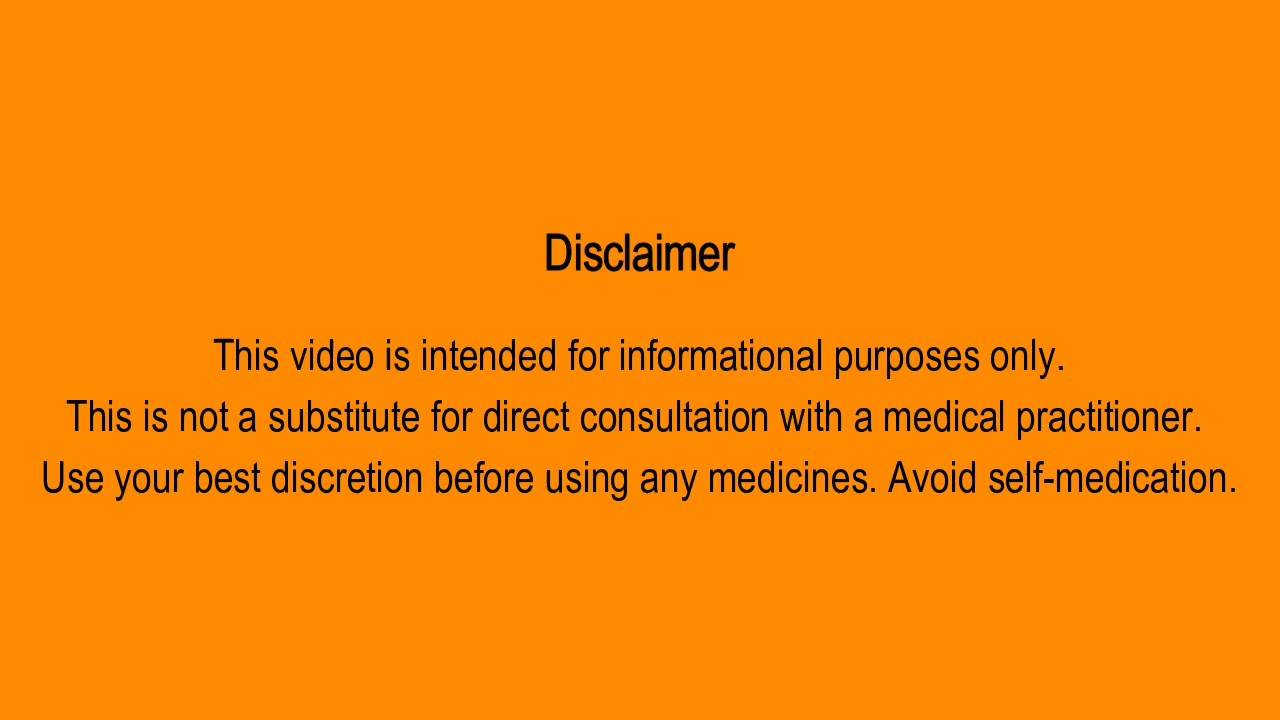 Disclaimer
This video is intended for informational purposes only.
This is not a substitute for direct consultation with a medical practitioner.
Use your best discretion before using any medicines. Avoid self-medication.